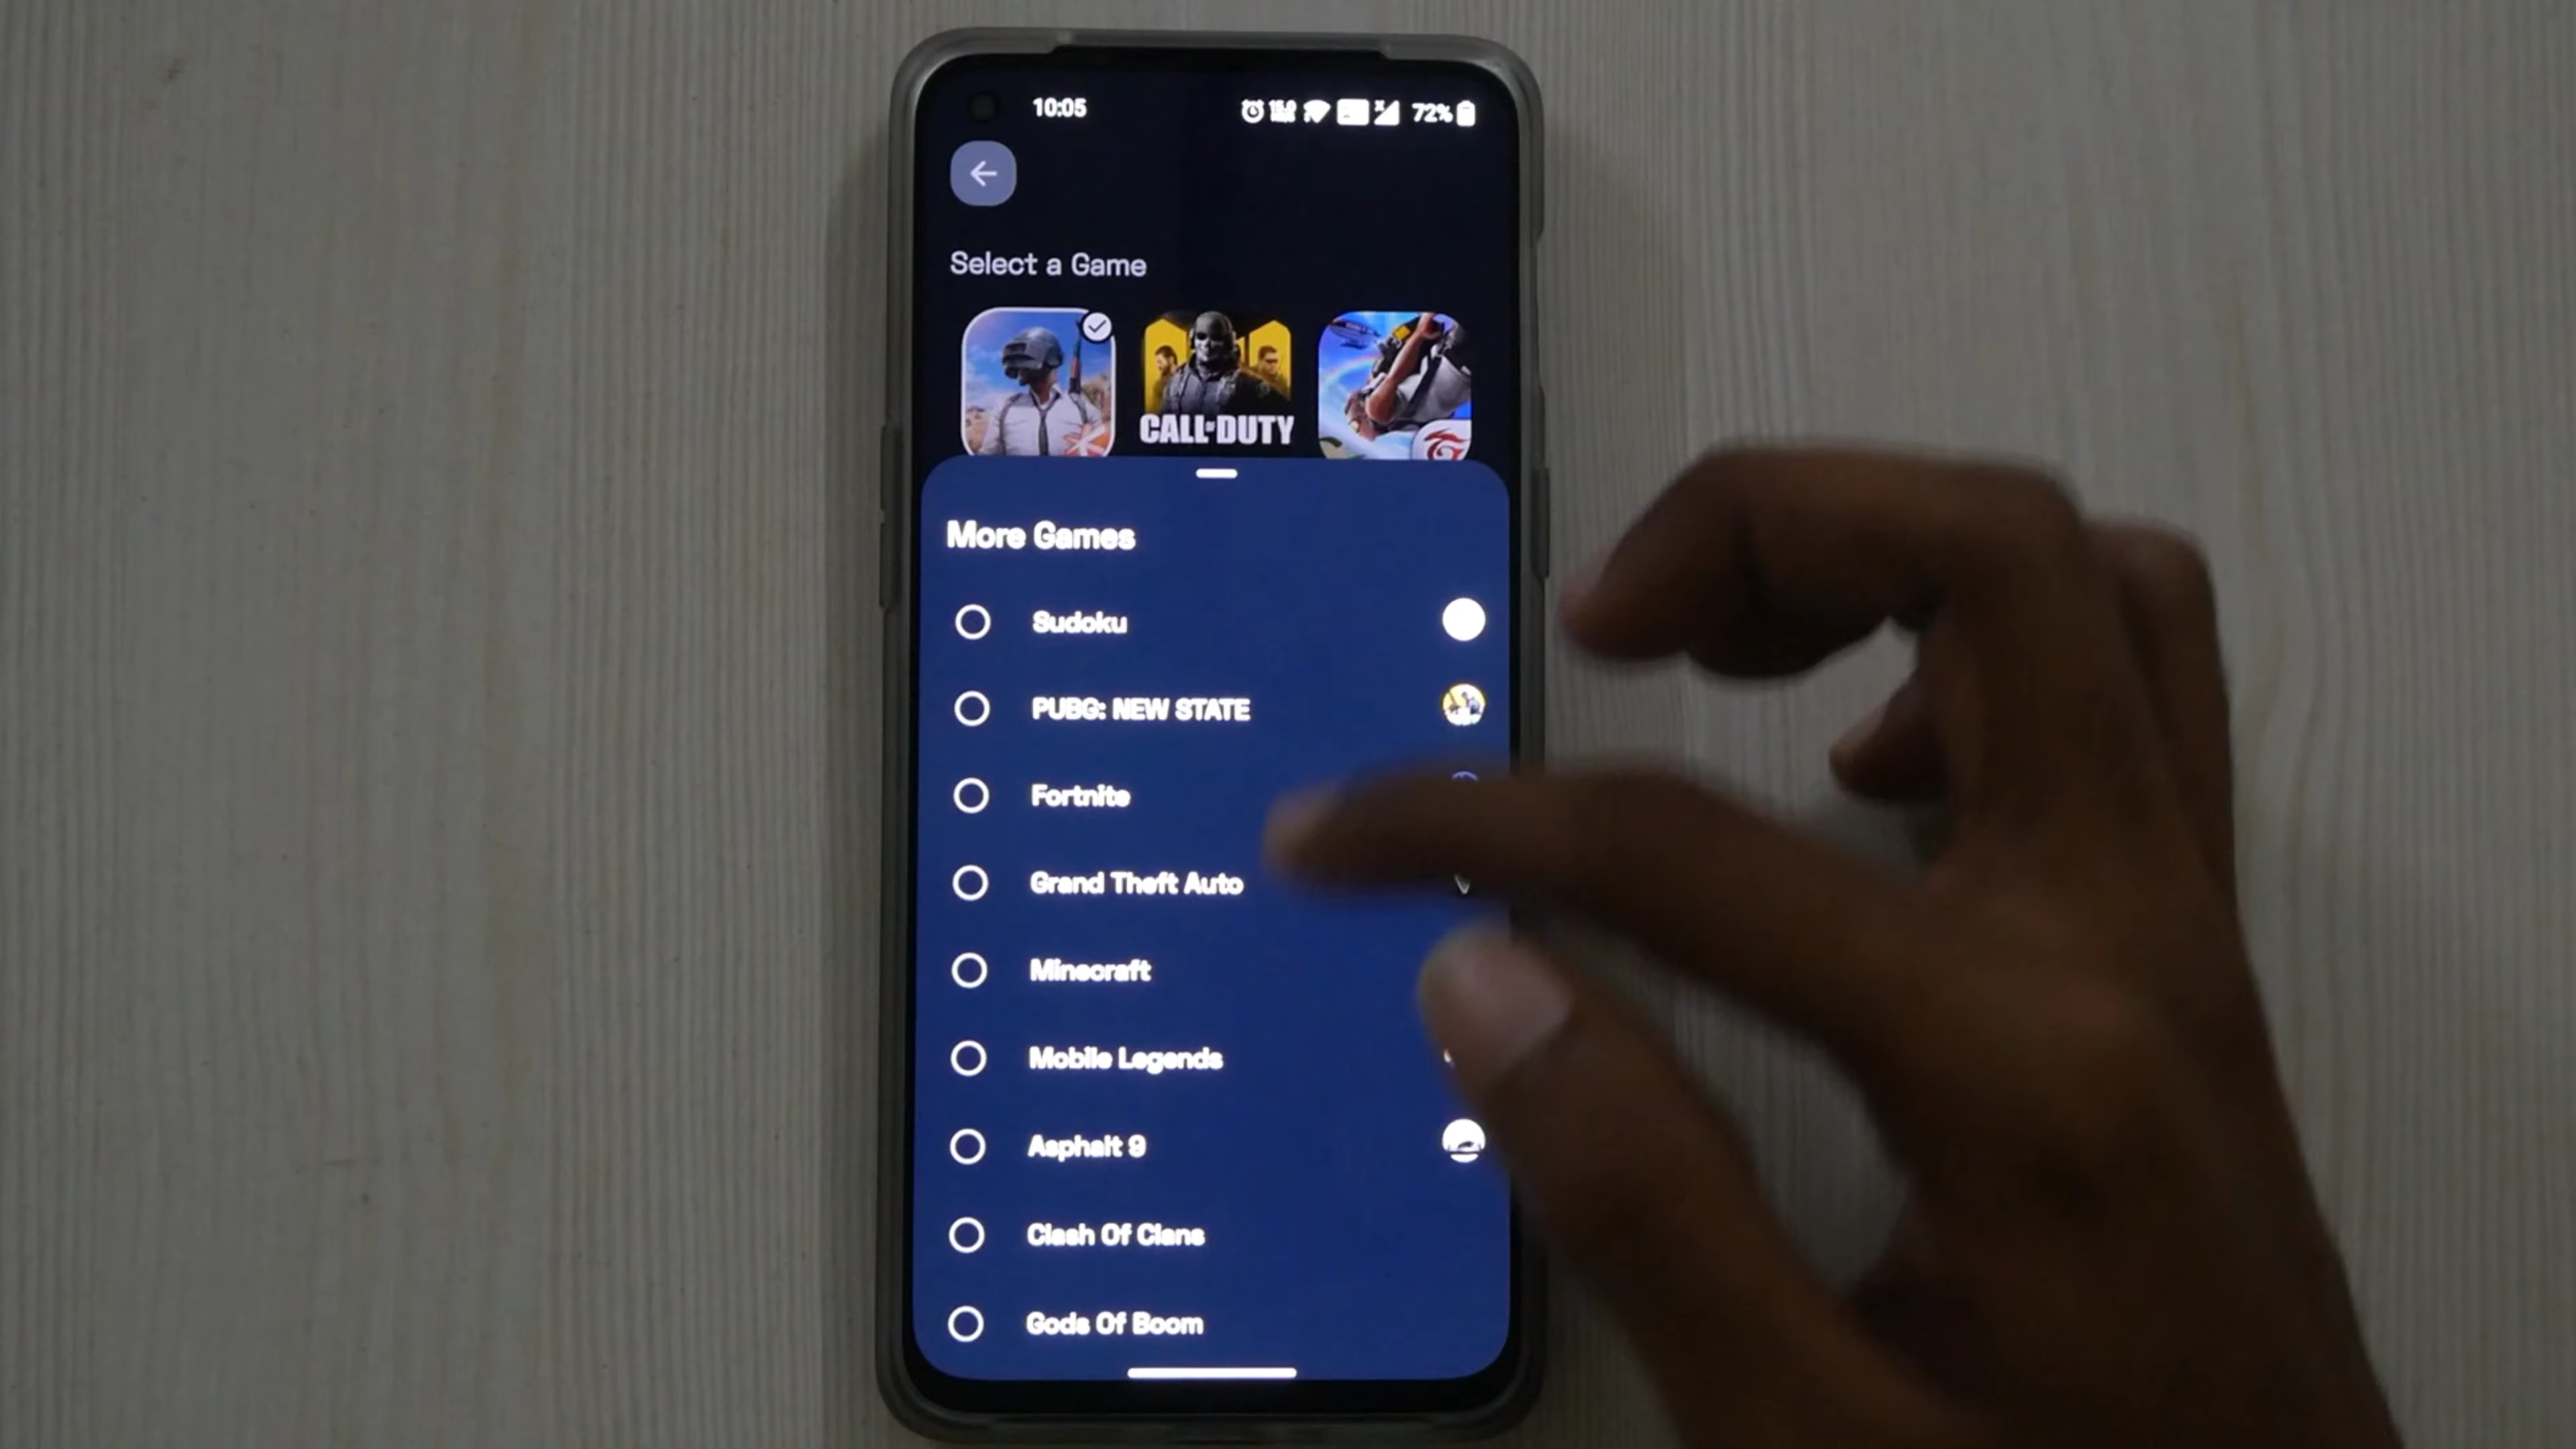 10:05
72%
Select a Game
CALL OF DUTY
More Games
Sudoku
PUBG: NEW STATE
Fortnite
Grand Theft Auto
Minecraft
Mobile Legends
Asphalt 9
Clash Of Clans
Gods Of Boom